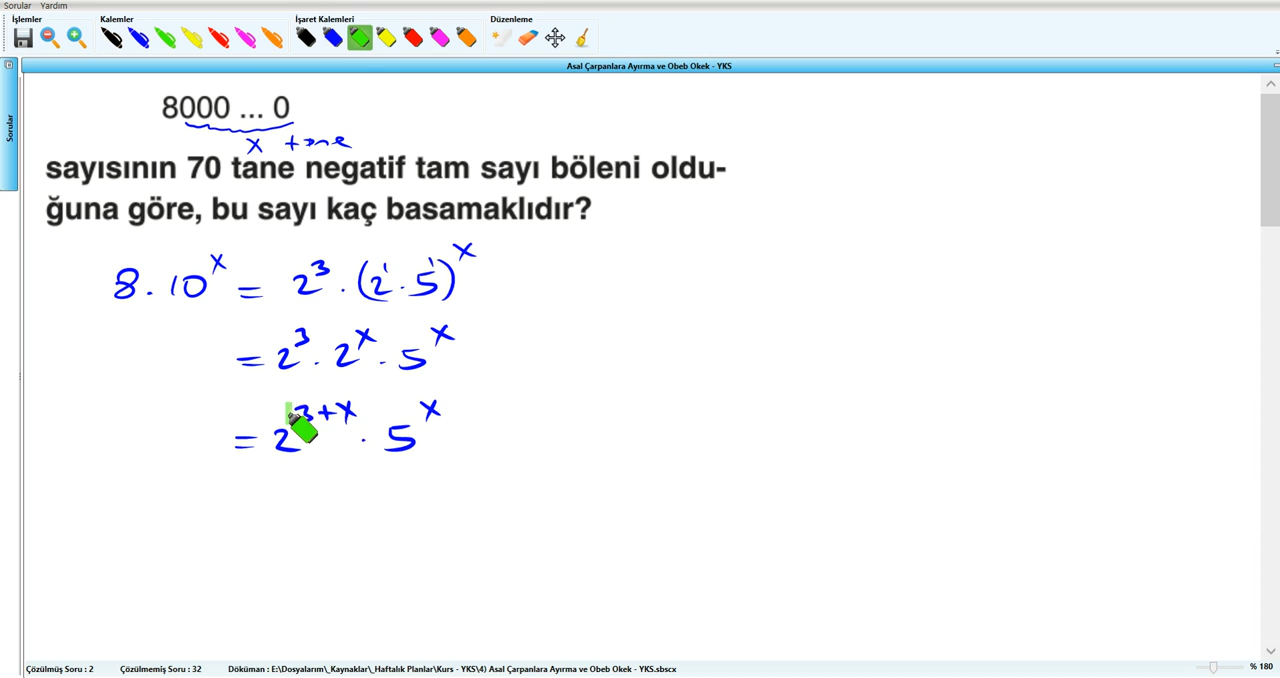 Sorular Yardım
İşlemler Kalemler İşaret Kalemleri Düzenleme
Asal Çarpanlara Ayırma ve Obeb Okek - YKS
Sorular
8000 ... 0
x tane
sayısının 70 tane negatif tam sayı böleni oldu-
ğuna göre, bu sayı kaç basamaklıdır?
8 . 10^x = 2^3 . (2^1 . 5^1)^x
= 2^3 . 2^x . 5^x
= 2^3+x . 5^x
Çözülmüş Soru : 2 Çözülmemiş Soru : 32 Döküman : E:\Dosyalarım\_Kaynaklar\_Haftalık Planlar\Kurs - YKS\4) Asal Çarpanlara Ayırma ve Obeb Okek - YKS.sbscx % 180